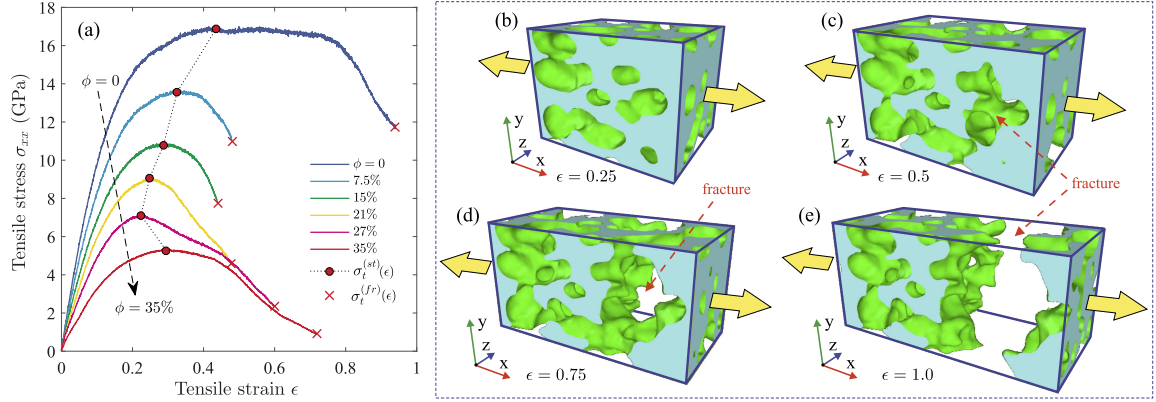 (a)
Tensile stress σxx (GPa)
18
16
14
12
10
8
6
4
2
0
0
0.2
0.4
0.6
0.8
1
Tensile strain ϵ
ϕ = 0
ϕ = 35%
ϕ = 0
7.5%
15%
21%
27%
35%
σt(st)(ϵ)
σt(fr)(ϵ)
(b)
y
z
x
ϵ = 0.25
(c)
y
z
x
ϵ = 0.5
fracture
fracture
(d)
y
z
x
ϵ = 0.75
(e)
y
z
x
ϵ = 1.0